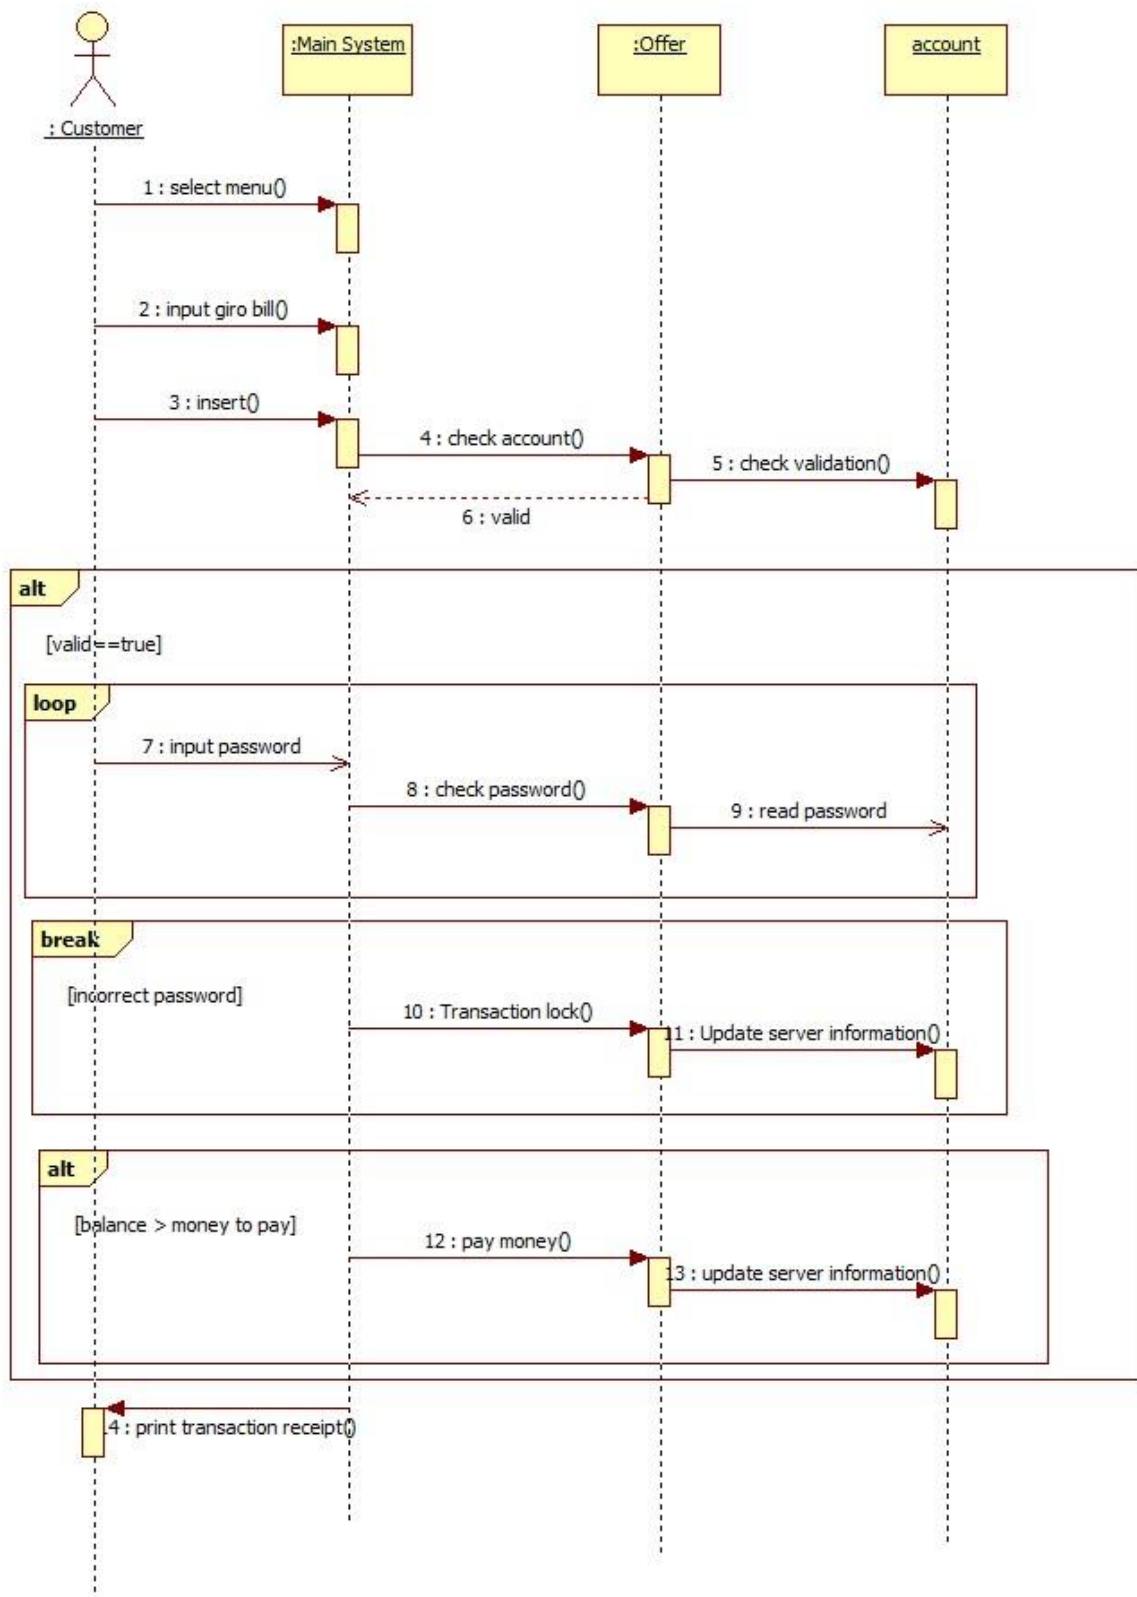 :Main System
:Offer
account
: Customer
1 : select menu()
2 : input giro bill()
3 : insert()
4 : check account()
5 : check validation()
6 : valid
alt
[valid==true]
loop
7 : input password
8 : check password()
9 : read password
break
[incorrect password]
10 : Transaction lock()
11 : Update server information()
alt
[balance > money to pay]
12 : pay money()
13 : update server information()
14 : print transaction receipt()